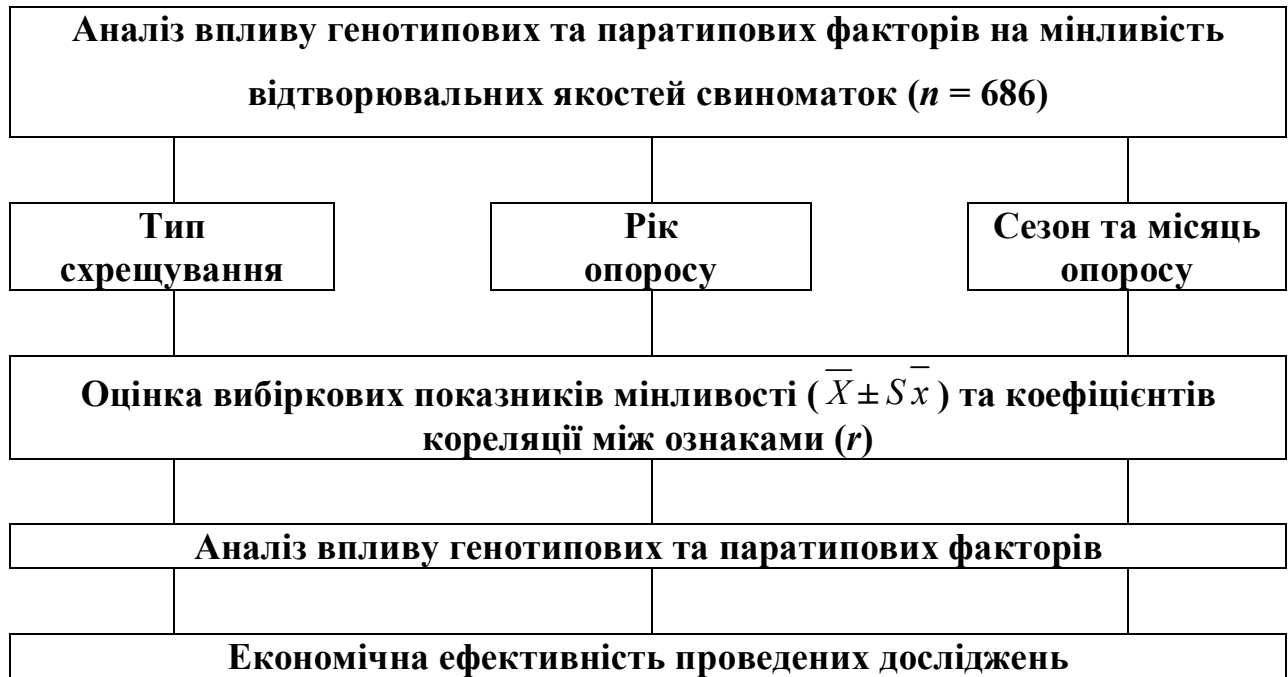 Аналіз впливу генотипових та паратипових факторів на мінливість
відтворювальних якостей свиноматок (n = 686)
Тип
схрещування
Рік
опоросу
Сезон та місяць
опоросу
Оцінка вибіркових показників мінливості ( X̅ ± S x̅ ) та коефіцієнтів
кореляції між ознаками (r)
Аналіз впливу генотипових та паратипових факторів
Економічна ефективність проведених досліджень